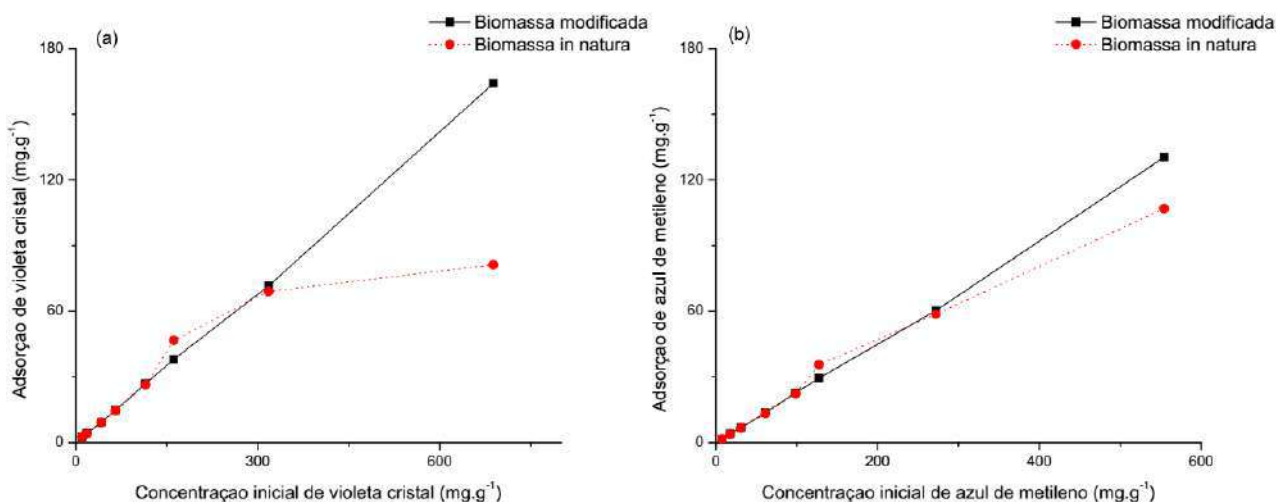 (a)
Biomassa modificada
Biomassa in natura
180
120
60
0
0
300
600
Adsorçao de violeta cristal (mg.g⁻¹)
Concentraçao inicial de violeta cristal (mg.g⁻¹)
(b)
Biomassa modificada
Biomassa in natura
180
120
60
0
0
200
400
600
Adsorçao de azul de metileno (mg.g⁻¹)
Concentraçao inicial de azul de metileno (mg.g⁻¹)